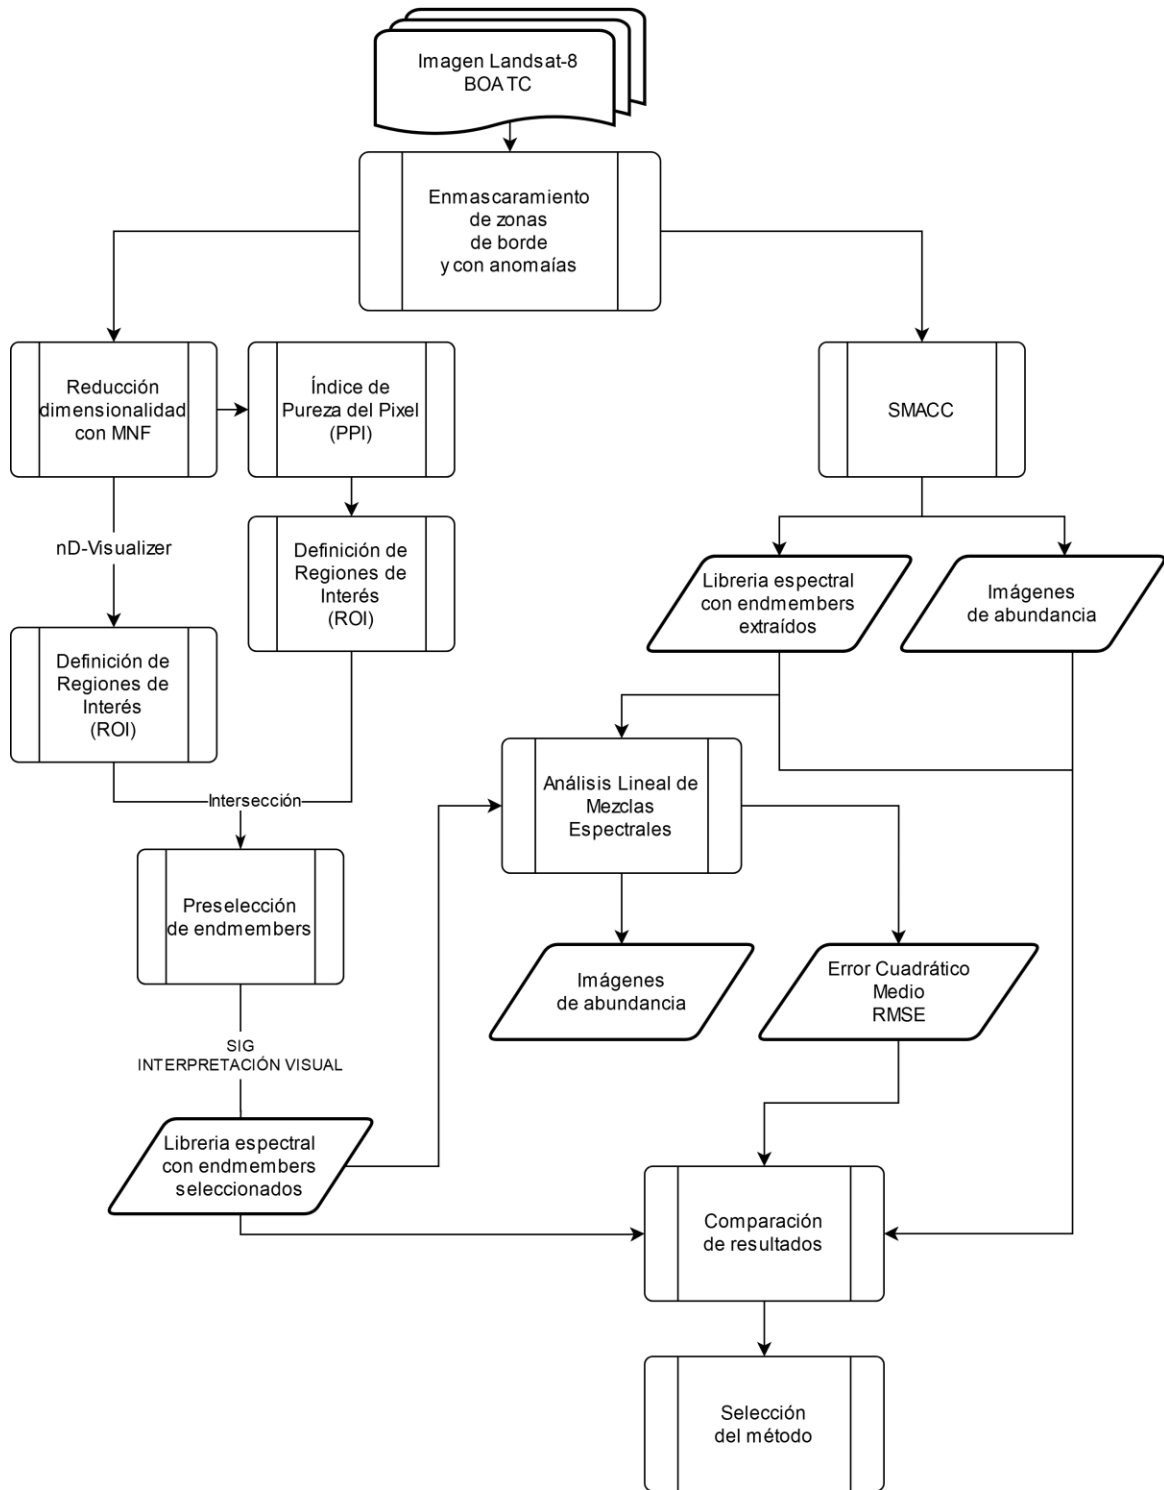 Imagen Landsat-8
BOA TC
Enmascaramiento
de zonas
de borde
y con anomaías
Reducción
dimensionalidad
con MNF
Índice de
Pureza del Pixel
(PPI)
SMACC
nD-Visualizer
Definición de
Regiones de
Interés
(ROI)
Definición de
Regiones de
Interés
(ROI)
Libreria espectral
con endmembers
extraídos
Imágenes
de abundancia
Intersección
Análisis Lineal de
Mezclas
Espectrales
Preselección
de endmembers
Imágenes
de abundancia
Error Cuadrático
Medio
RMSE
SIG
INTERPRETACIÓN VISUAL
Libreria espectral
con endmembers
seleccionados
Comparación
de resultados
Selección
del método